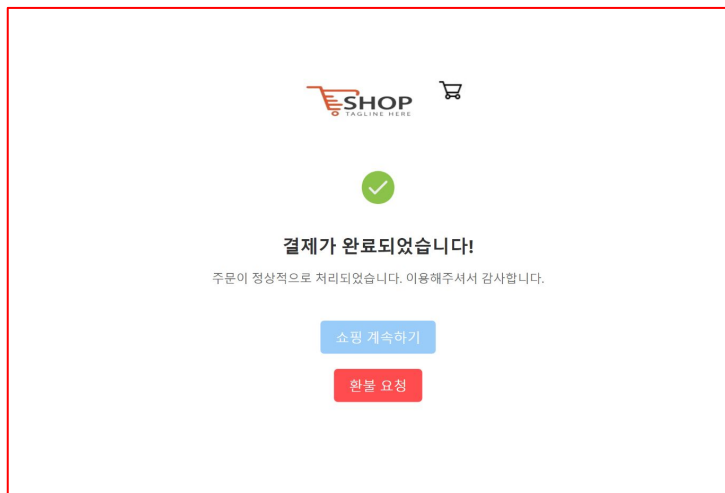 SHOP
TAGLINE HERE
결제가 완료되었습니다!
주문이 정상적으로 처리되었습니다. 이용해주셔서 감사합니다.
쇼핑 계속하기
환불 요청